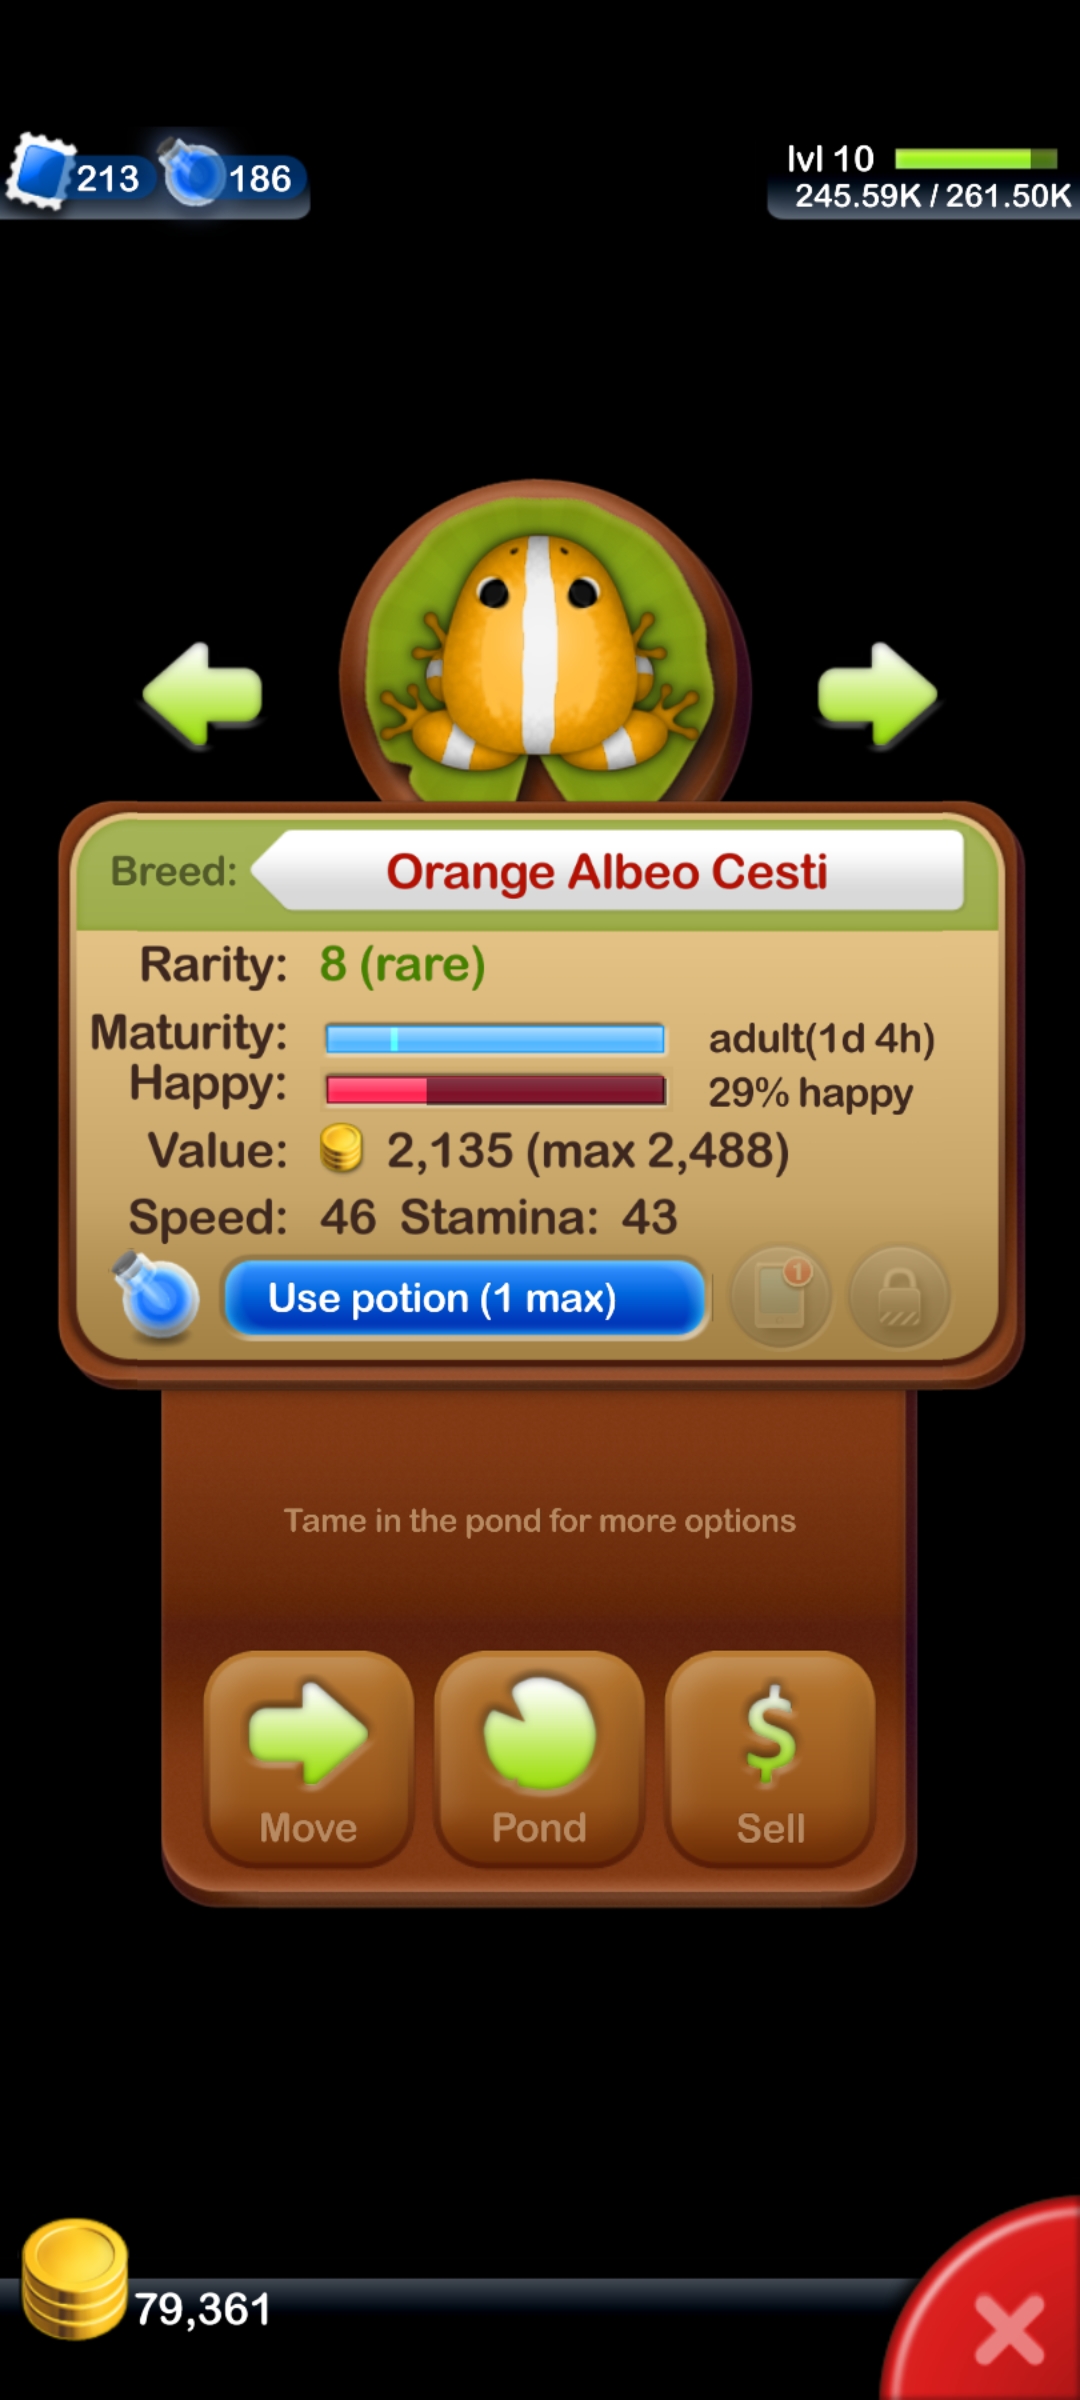 213
186
lvl 10
245.59K / 261.50K
Breed: Orange Albeo Cesti
Rarity: 8 (rare)
Maturity: adult(1d 4h)
Happy: 29% happy
Value: 2,135 (max 2,488)
Speed: 46 Stamina: 43
Use potion (1 max)
1
Tame in the pond for more options
Move
Pond
$
Sell
79,361